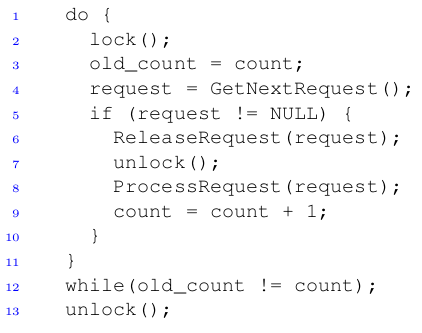 1 do {
2 lock();
3 old_count = count;
4 request = GetNextRequest();
5 if (request != NULL) {
6 ReleaseRequest(request);
7 unlock();
8 ProcessRequest(request);
9 count = count + 1;
10 }
11 }
12 while(old_count != count);
13 unlock();